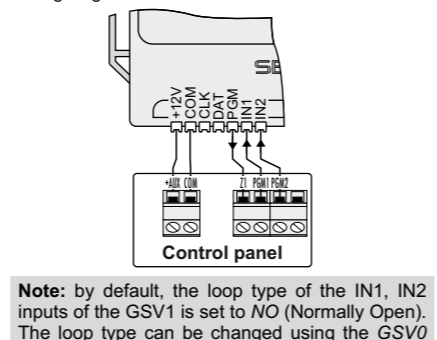 SE
+12V
COM
CLK
DAT
PGM
IN1
IN2
+AUX COM Z1 PGM1 PGM2
Control panel
Note: by default, the loop type of the IN1, IN2
inputs of the GSV1 is set to NO (Normally Open).
The loop type can be changed using the GSV0